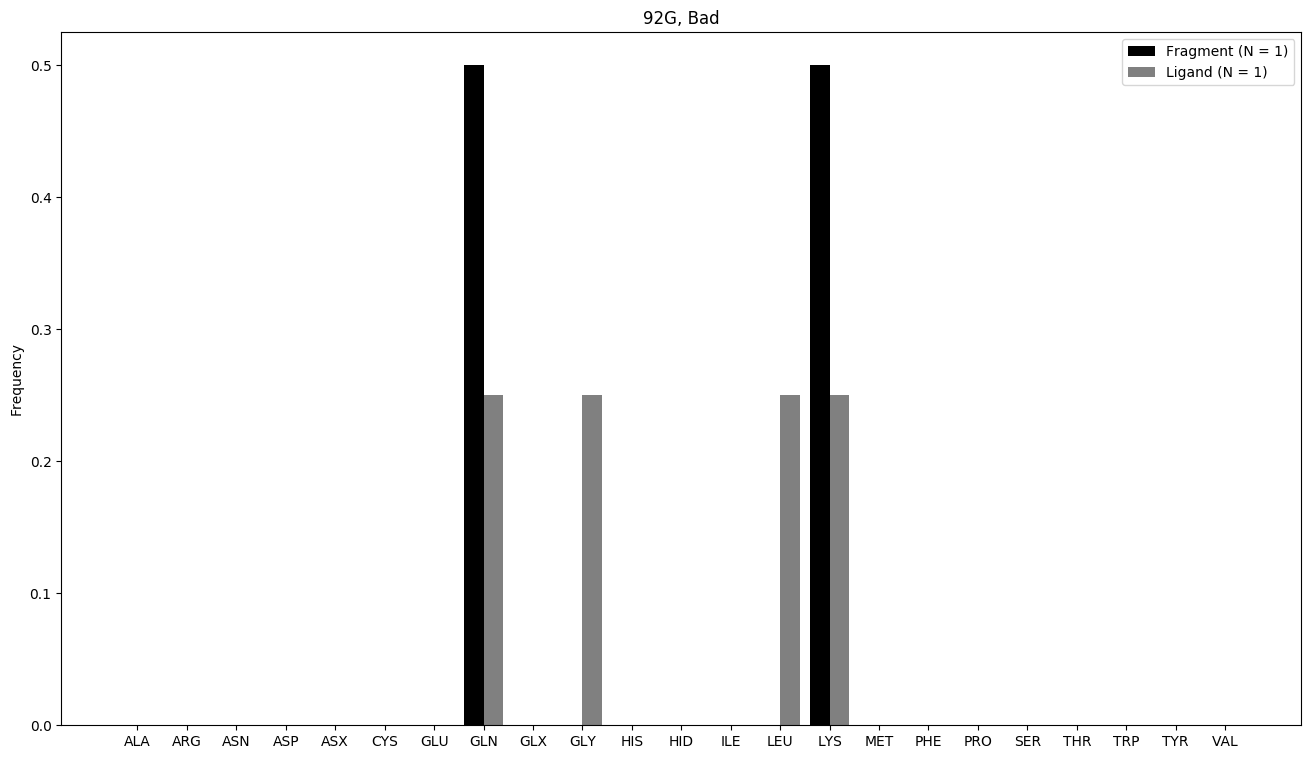 92G, Bad
Fragment (N = 1)
Ligand (N = 1)
Frequency
0.5
0.4
0.3
0.2
0.1
0.0
ALA ARG ASN ASP ASX CYS GLU GLN GLX GLY HIS HID ILE LEU LYS MET PHE PRO SER THR TRP TYR VAL